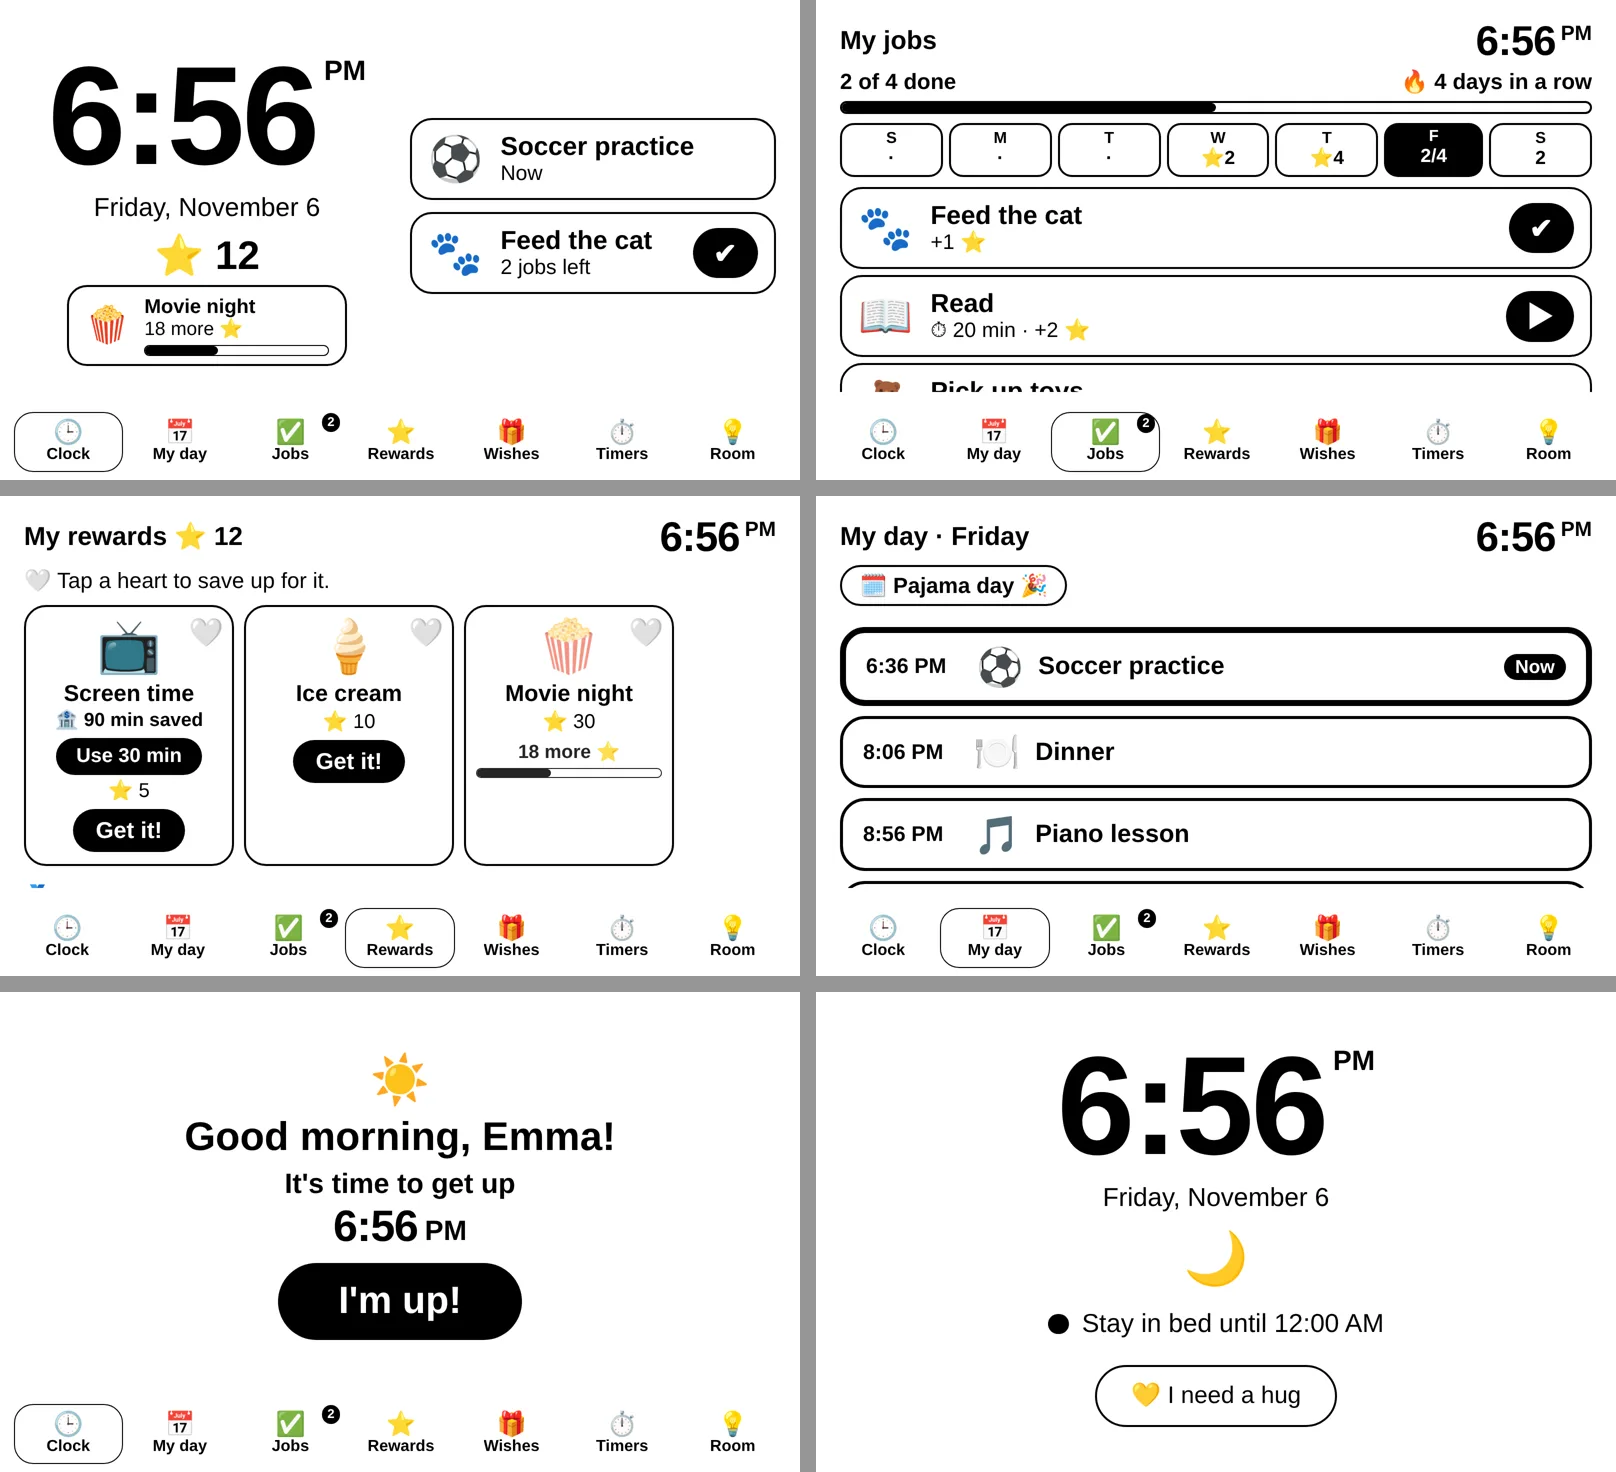 6:56 PM
Friday, November 6
⭐ 12
Movie night
18 more ⭐
Soccer practice
Now
Feed the cat
2 jobs left
✔
Clock
My day
Jobs
2
Rewards
Wishes
Timers
Room
My jobs
6:56 PM
2 of 4 done
🔥 4 days in a row
S M T W T F S
· · · ⭐2 ⭐4 2/4 2
Feed the cat
+1 ⭐
✔
Read
⏱ 20 min · +2 ⭐
Pick up toys
Clock
My day
Jobs
2
Rewards
Wishes
Timers
Room
My rewards ⭐ 12
6:56 PM
🤍 Tap a heart to save up for it.
Screen time
🏦 90 min saved
Use 30 min
⭐ 5
Get it!
Ice cream
⭐ 10
Get it!
Movie night
⭐ 30
18 more ⭐
Clock
My day
Jobs
2
Rewards
Wishes
Timers
Room
My day · Friday
6:56 PM
🗓️ Pajama day 🎉
6:36 PM Soccer practice Now
8:06 PM Dinner
8:56 PM Piano lesson
Clock
My day
Jobs
2
Rewards
Wishes
Timers
Room
Good morning, Emma!
It's time to get up
6:56 PM
I'm up!
Clock
My day
Jobs
2
Rewards
Wishes
Timers
Room
6:56 PM
Friday, November 6
Stay in bed until 12:00 AM
💛 I need a hug